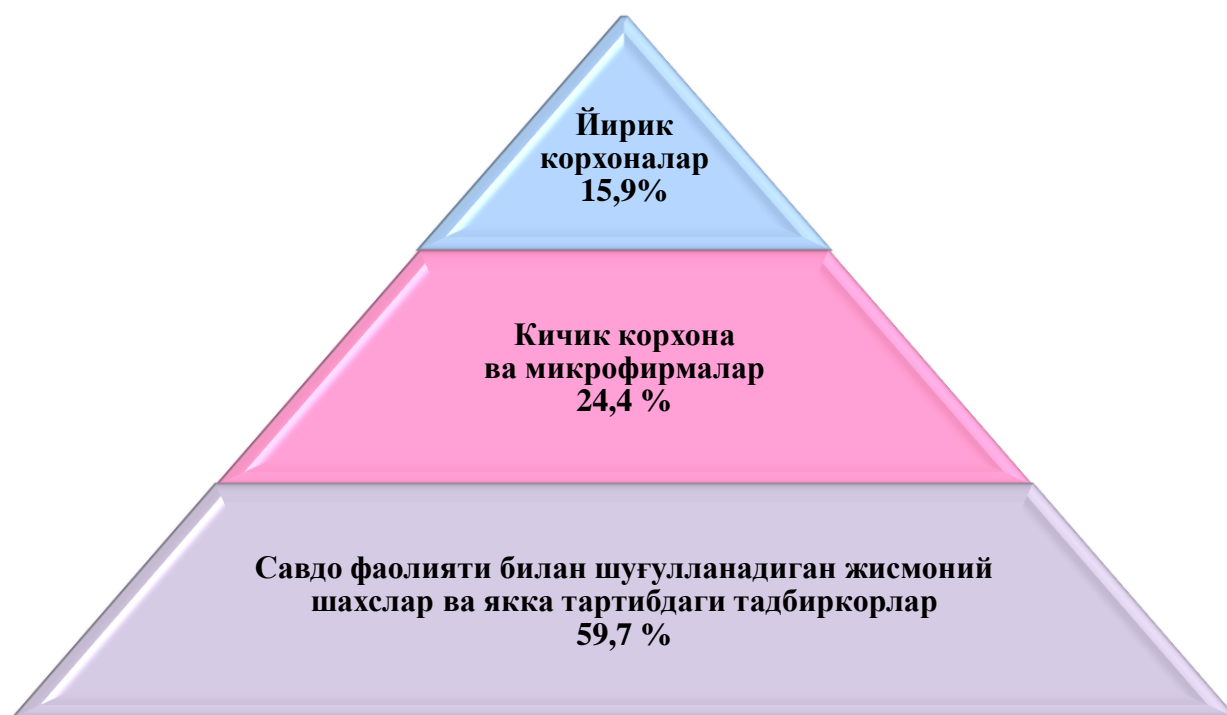 Йирик
корхоналар
15,9%
Кичик корхона
ва микрофирмалар
24,4 %
Савдо фаолияти билан шуғулланадиган жисмоний
шахслар ва якка тартибдаги тадбиркорлар
59,7 %